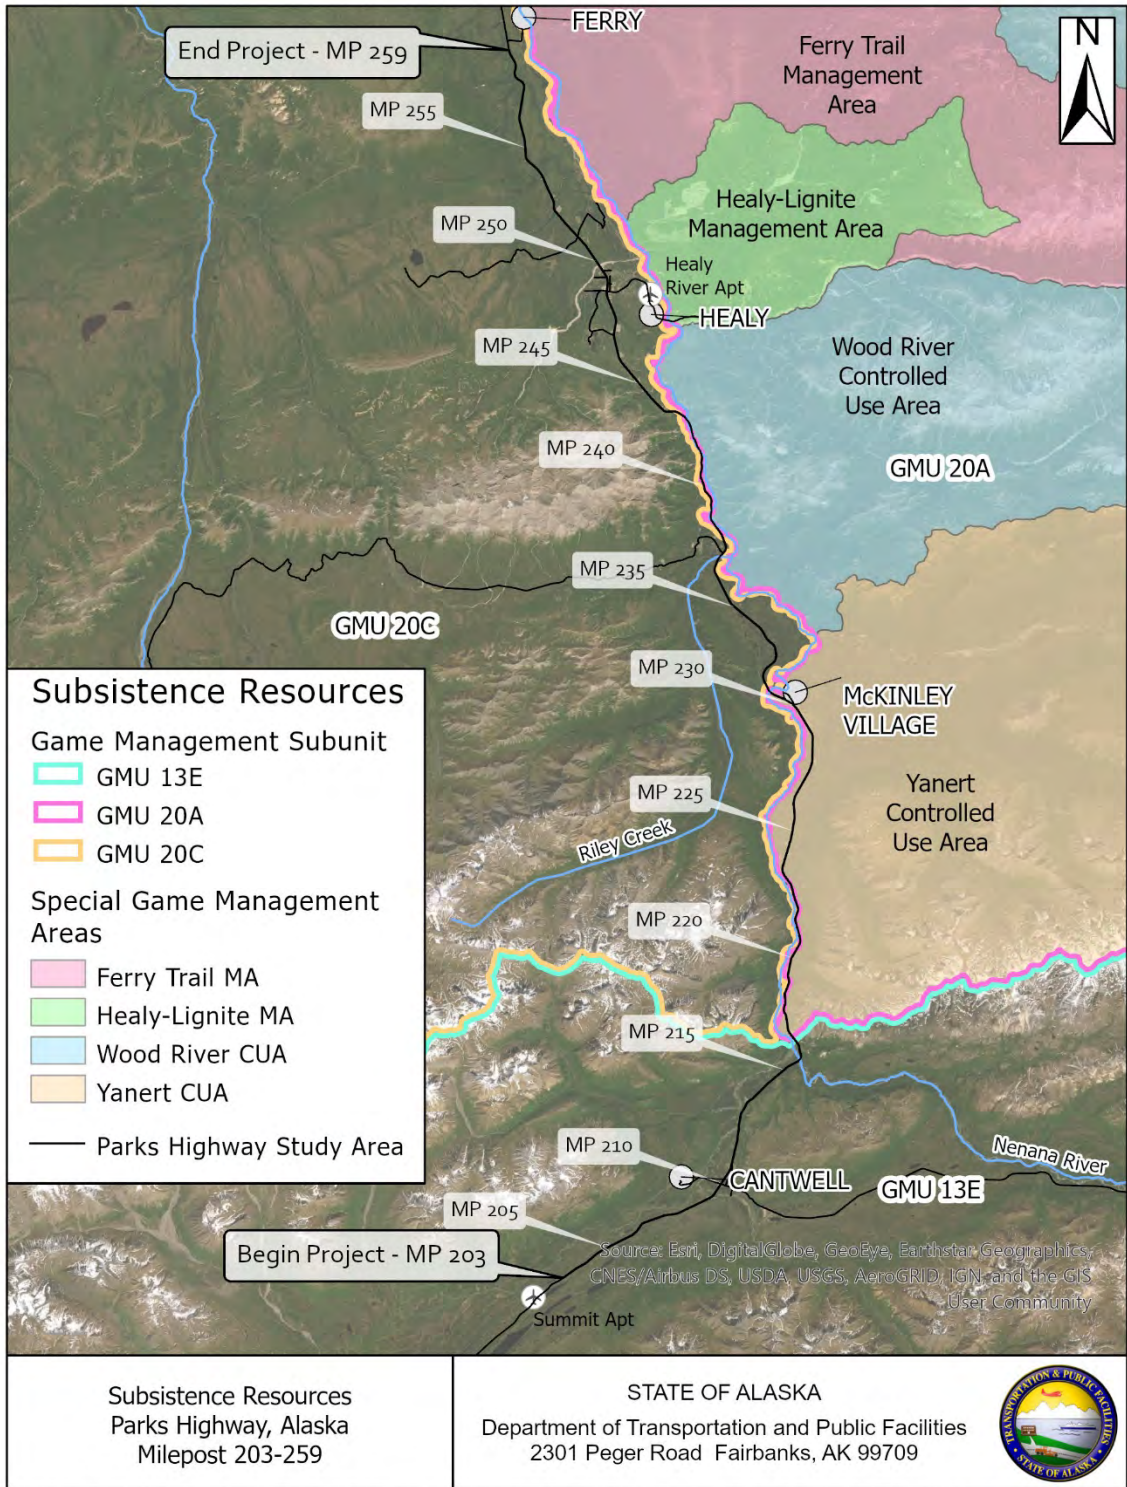 FERRY
End Project - MP 259
Ferry Trail
Management
Area
N
MP 255
Healy-Lignite
Management Area
MP 250
Healy
River Apt
HEALY
MP 245
Wood River
Controlled
Use Area
MP 240
GMU 20A
MP 235
GMU 20C
MP 230
McKINLEY
VILLAGE
Yanert
Controlled
Use Area
MP 225
Riley Creek
MP 220
MP 215
Nenana River
MP 210
CANTWELL
GMU 13E
MP 205
Begin Project - MP 203
Summit Apt
Subsistence Resources
Game Management Subunit
GMU 13E
GMU 20A
GMU 20C
Special Game Management
Areas
Ferry Trail MA
Healy-Lignite MA
Wood River CUA
Yanert CUA
Parks Highway Study Area
Source: Esri, DigitalGlobe, GeoEye, Earthstar Geographics,
CNES/Airbus DS, USDA, USGS, AeroGRID, IGN, and the GIS
User Community
Subsistence Resources
Parks Highway, Alaska
Milepost 203-259
STATE OF ALASKA
Department of Transportation and Public Facilities
2301 Peger Road Fairbanks, AK 99709
TRANSPORTATION & PUBLIC FACILITIES
STATE OF ALASKA